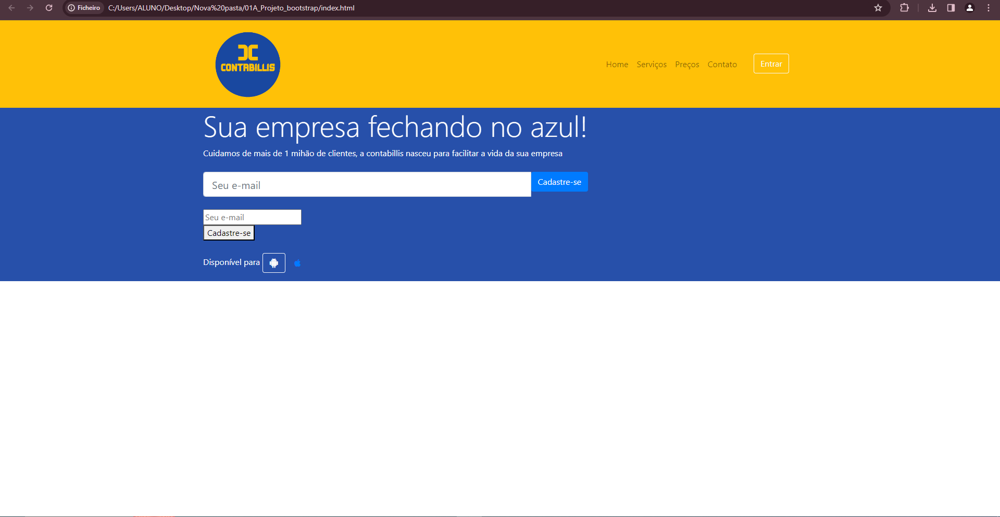 Ficheiro C:/Users/ALUNO/Desktop/Nova%20pasta/01A_Projeto_bootstrap/index.html
CONTABILLIS
Home Serviços Preços Contato Entrar
Sua empresa fechando no azul!
Cuidamos de mais de 1 mihão de clientes, a contabillis nasceu para facilitar a vida da sua empresa
Seu e-mail Cadastre-se
Seu e-mail
Cadastre-se
Disponível para